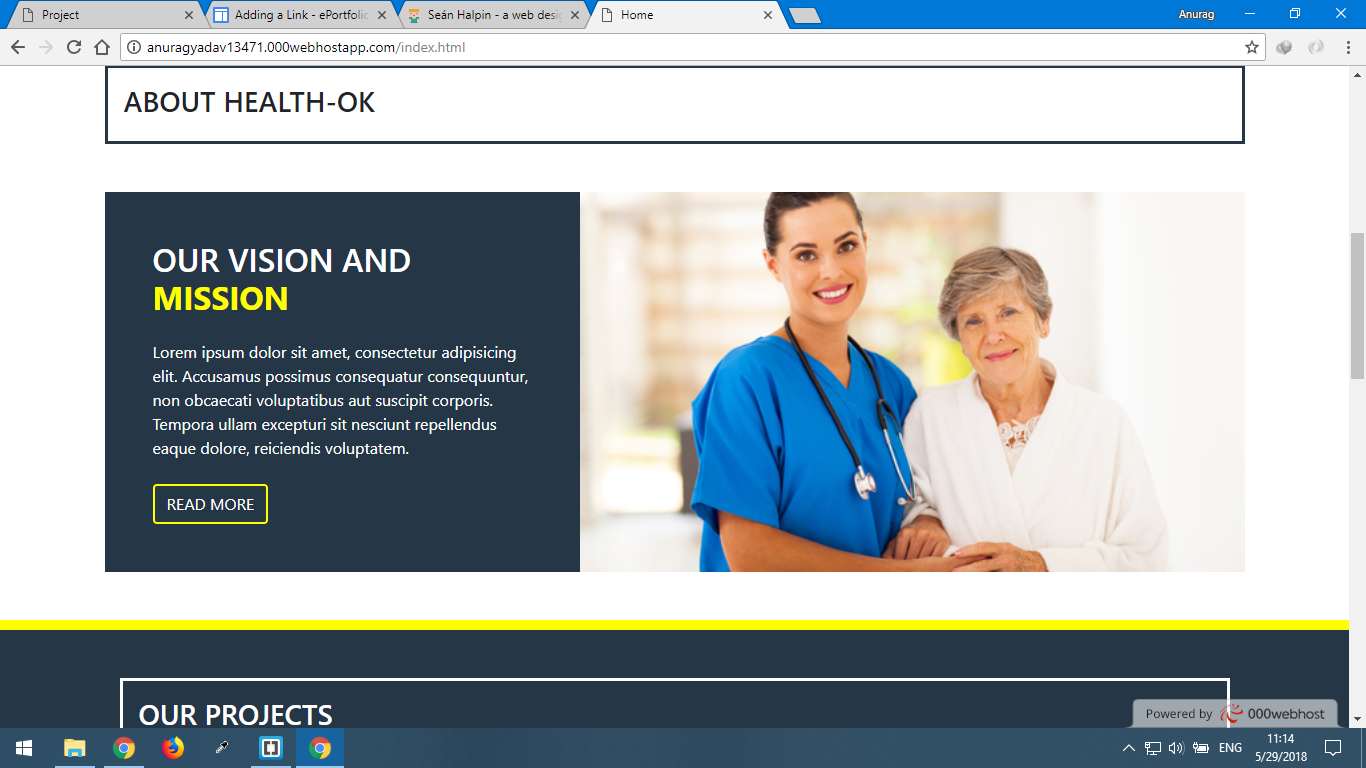 Project
Adding a Link - ePortfolio
Seán Halpin - a web desig
Home
Anurag
anuragyadav13471.000webhostapp.com/index.html
ABOUT HEALTH-OK
OUR VISION AND
MISSION
Lorem ipsum dolor sit amet, consectetur adipisicing
elit. Accusamus possimus consequatur consequuntur,
non obcaecati voluptatibus aut suscipit corporis.
Tempora ullam excepturi sit nesciunt repellendus
eaque dolore, reiciendis voluptatem.
READ MORE
OUR PROJECTS
Powered by 000webhost
ENG
11:14
5/29/2018